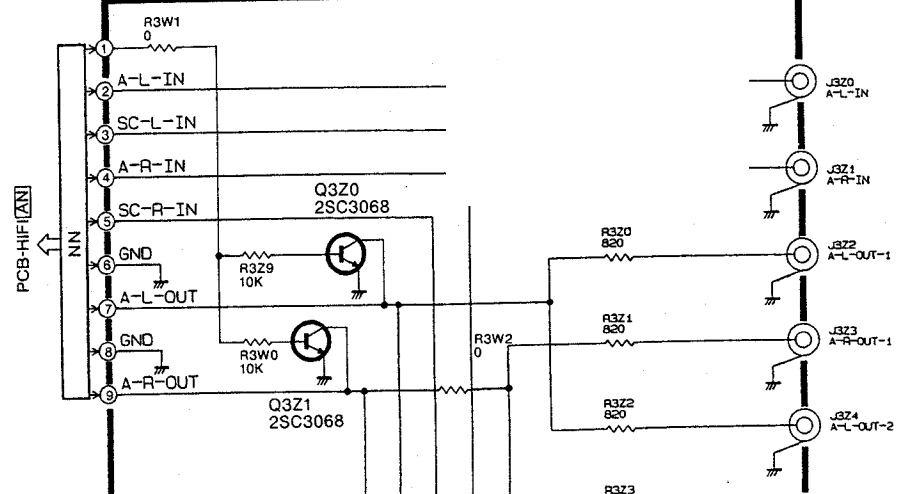 R3W1
0
1
2 A-L-IN
3 SC-L-IN
4 A-R-IN
5 SC-R-IN
6 GND
7 A-L-OUT
8 GND
9 A-R-OUT
NN
PCB-HIFI AN
Q3Z0
2SC3068
R3Z9
10K
R3W0
10K
Q3Z1
2SC3068
R3W2
0
R3Z0
820
R3Z1
820
R3Z2
820
R3Z3
J3Z0
A-L-IN
J3Z1
A-R-IN
J3Z2
A-L-OUT-1
J3Z3
A-R-OUT-1
J3Z4
A-L-OUT-2